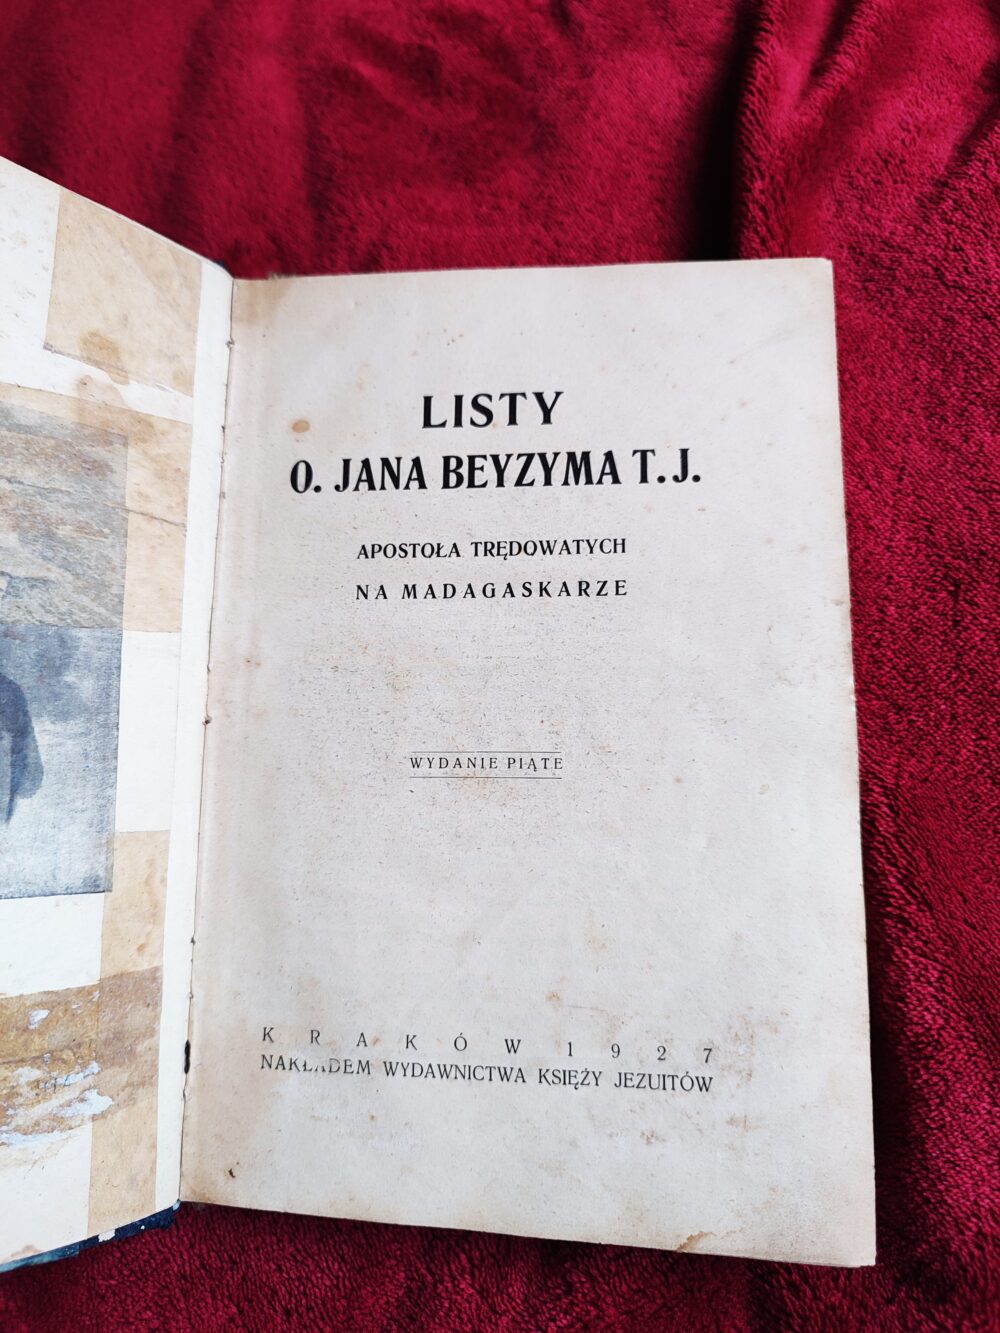 LISTY
O. JANA BEYZYMA T. J.
APOSTOŁA TRĘDOWATYCH
NA MADAGASKARZE
WYDANIE PIĄTE
KRAKÓW 1927
NAKŁADEM WYDAWNICTWA KSIĘŻY JEZUITÓW